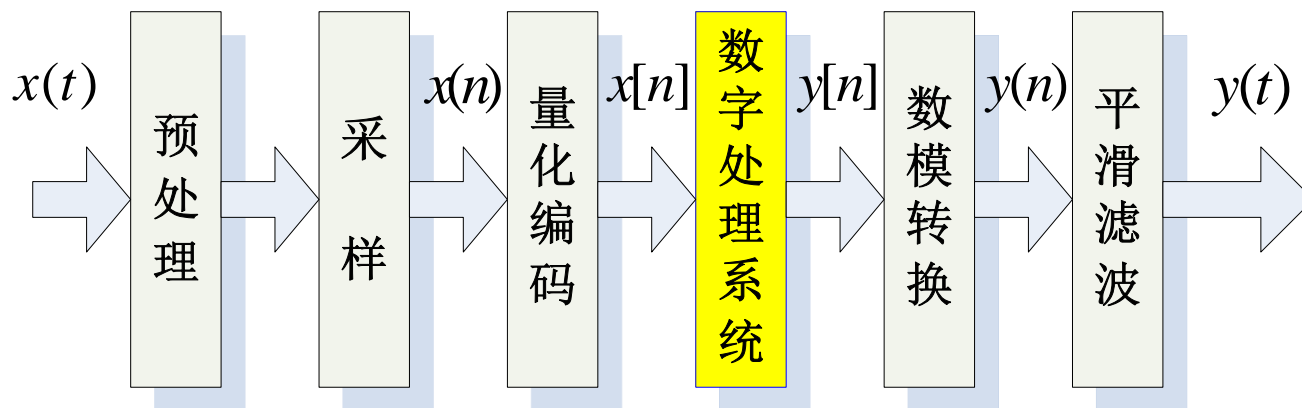 x(t)
预处理
采样
x(n)
量化编码
x[n]
数字处理系统
y[n]
数模转换
y(n)
平滑滤波
y(t)